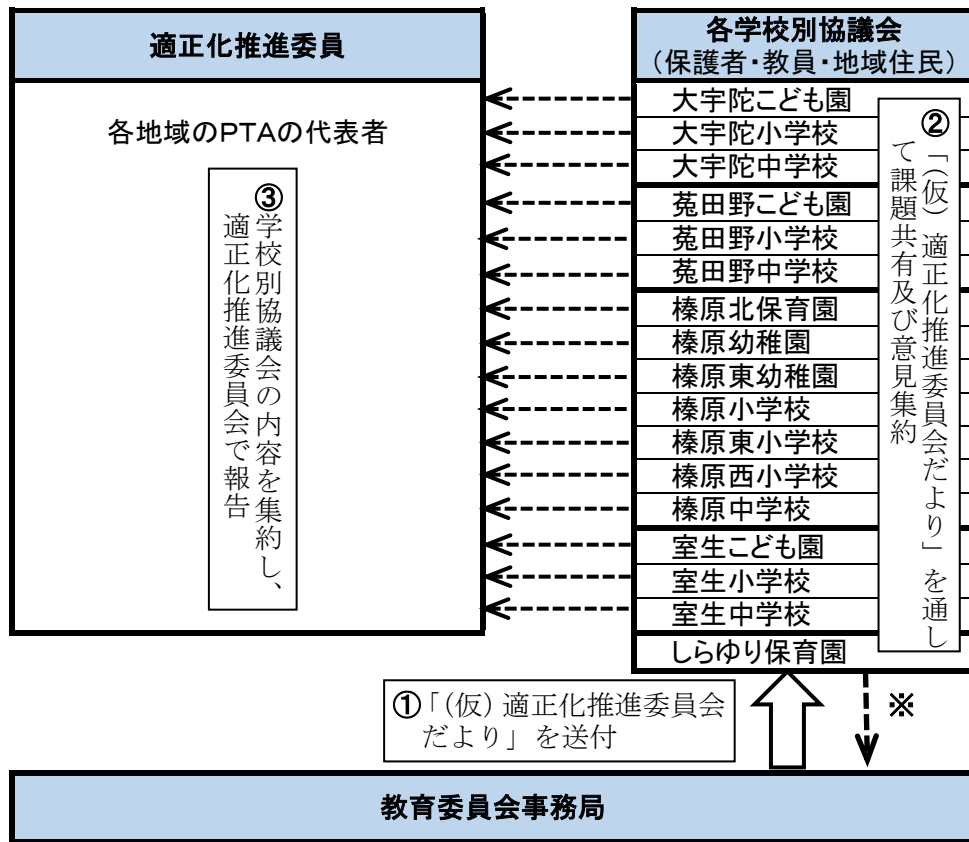 適正化推進委員
各地域のPTAの代表者
③学校別協議会の内容を集約し、
適正化推進委員会で報告
各学校別協議会
（保護者・教員・地域住民）
大宇陀こども園
大宇陀小学校
大宇陀中学校
菟田野こども園
菟田野小学校
菟田野中学校
榛原北保育園
榛原幼稚園
榛原東幼稚園
榛原小学校
榛原東小学校
榛原西小学校
榛原中学校
室生こども園
室生小学校
室生中学校
しらゆり保育園
②「（仮）適正化推進委員会だより」を通し
て課題共有及び意見集約
①「（仮）適正化推進委員会
だより」を送付
※
教育委員会事務局